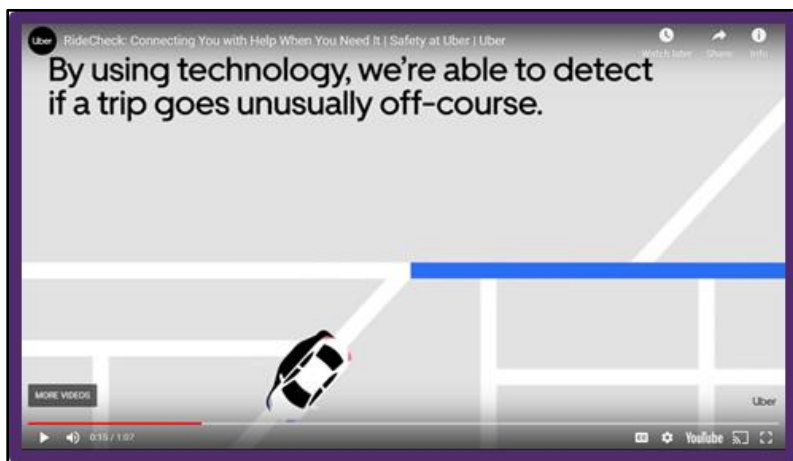 Uber
RideCheck: Connecting You with Help When You Need It | Safety at Uber | Uber
Watch later
Share
Info
By using technology, we're able to detect
if a trip goes unusually off-course.
MORE VIDEOS
Uber
0:15 / 1:07
CC
YouTube